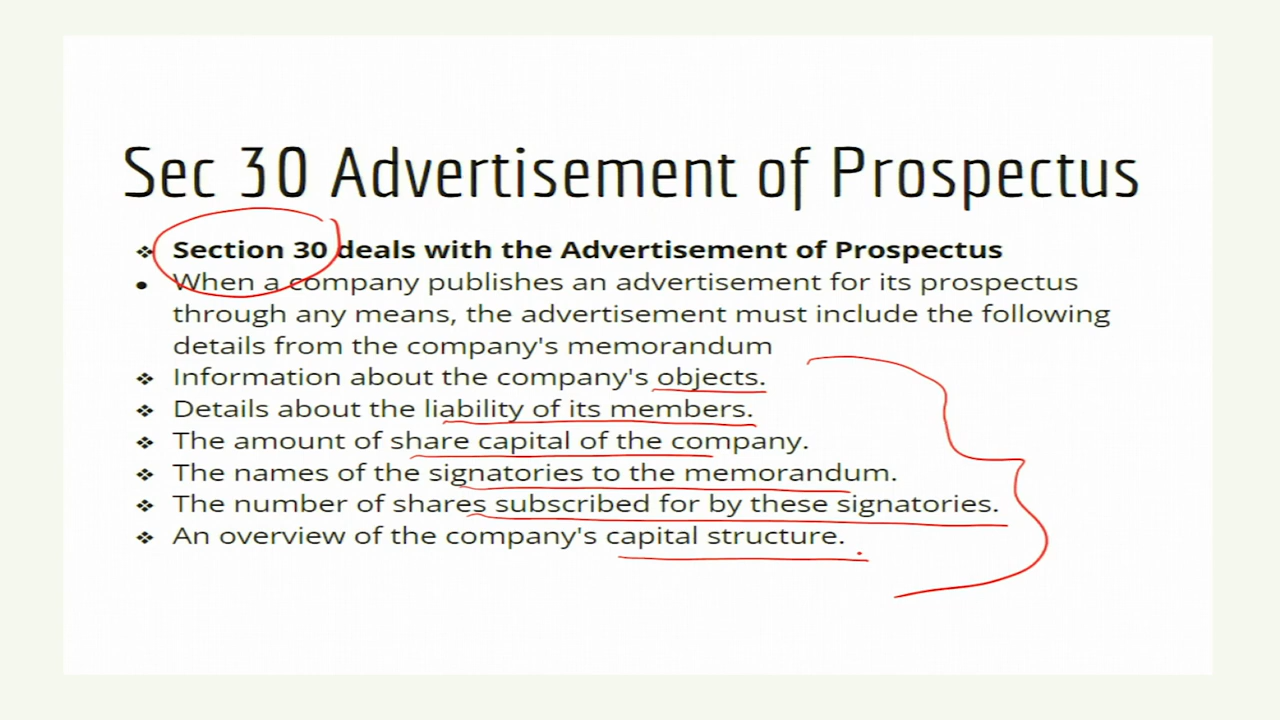 Sec 30 Advertisement of Prospectus
❖ Section 30 deals with the Advertisement of Prospectus
• When a company publishes an advertisement for its prospectus
through any means, the advertisement must include the following
details from the company's memorandum
❖ Information about the company's objects.
❖ Details about the liability of its members.
❖ The amount of share capital of the company.
❖ The names of the signatories to the memorandum.
❖ The number of shares subscribed for by these signatories.
❖ An overview of the company's capital structure.